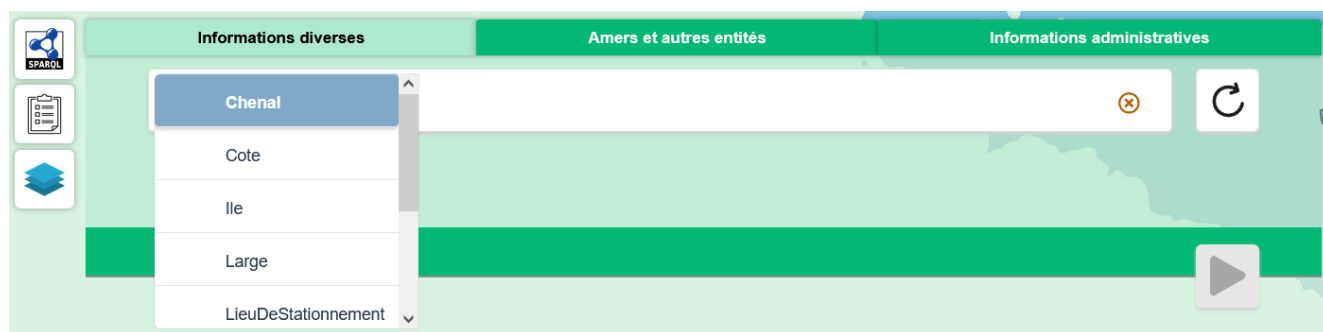 SPARQL
Informations diverses
Amers et autres entités
Informations administratives
Chenal
Cote
Ile
Large
LieuDeStationnement